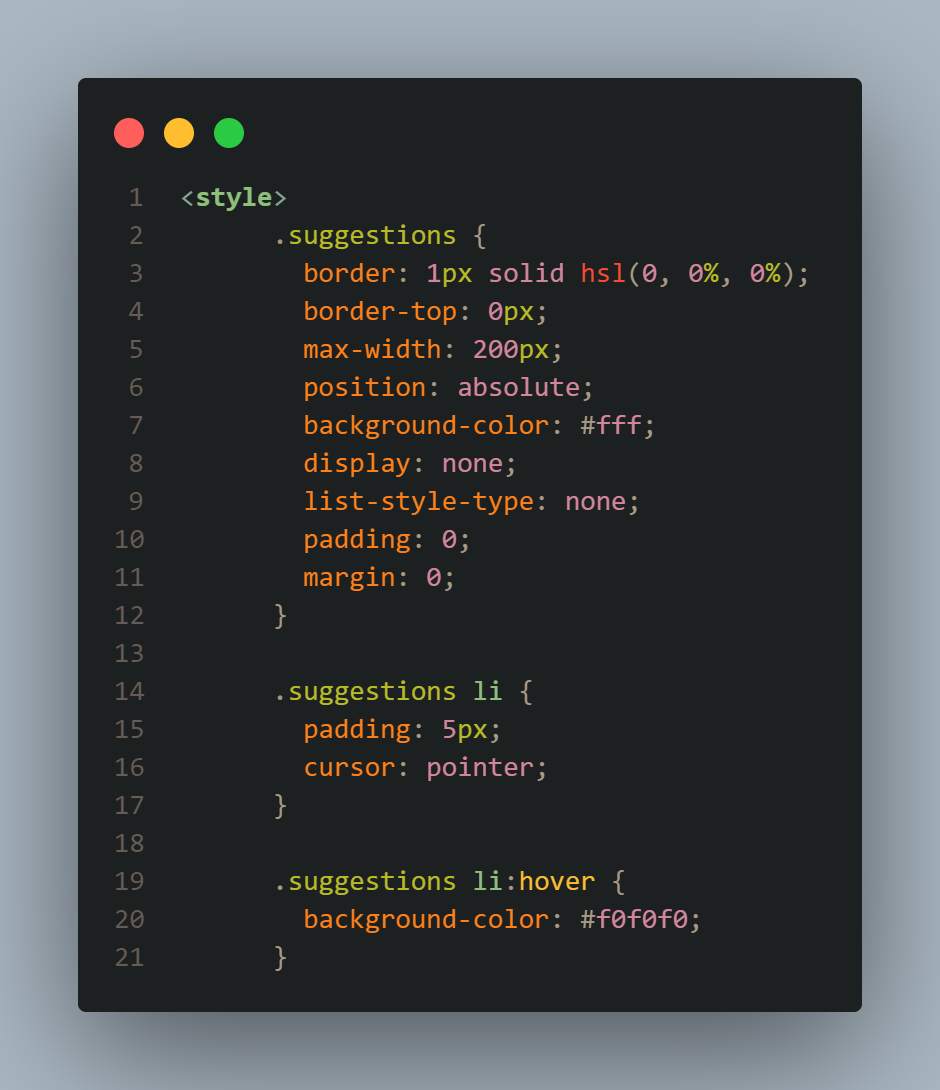 1 <style>
2 .suggestions {
3 border: 1px solid hsl(0, 0%, 0%);
4 border-top: 0px;
5 max-width: 200px;
6 position: absolute;
7 background-color: #fff;
8 display: none;
9 list-style-type: none;
10 padding: 0;
11 margin: 0;
12 }
13
14 .suggestions li {
15 padding: 5px;
16 cursor: pointer;
17 }
18
19 .suggestions li:hover {
20 background-color: #f0f0f0;
21 }